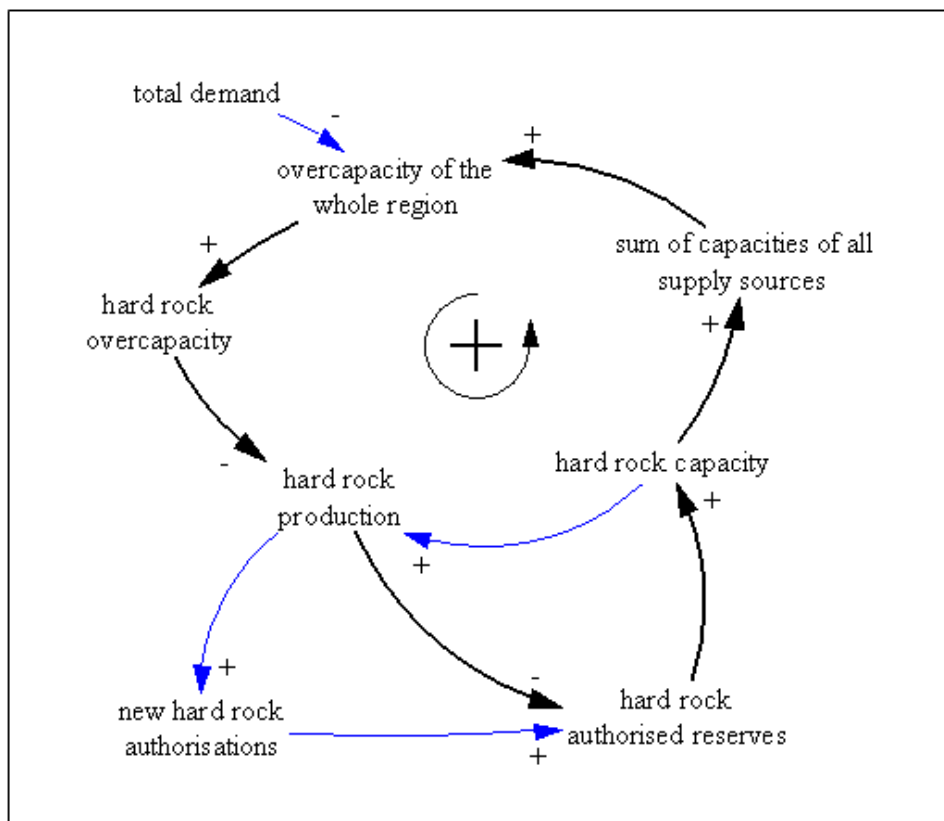 total demand
-
+
overcapacity of the
whole region
+
sum of capacities of all
supply sources
hard rock
overcapacity
+
+
-
hard rock capacity
hard rock
production
+
+
+
-
new hard rock
authorisations
hard rock
authorised reserves
+